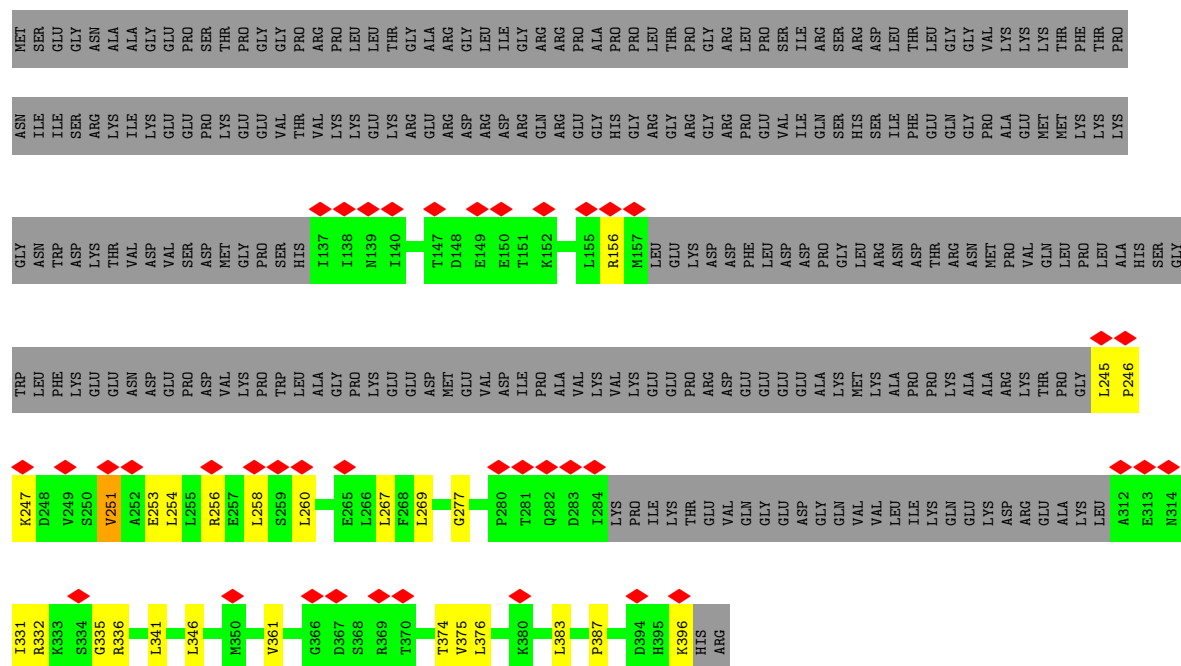 MET SER GLU GLY ASN ALA ALA GLY GLU PRO SER THR PRO GLY GLY PRO ARG PRO LEU LEU THR GLY ALA ARG GLY LEU ILE GLY ARG ARG PRO ALA PRO PRO LEU THR PRO GLY ARG LEU PRO SER ILE ARG SER ARG ASP LEU THR LEU GLY GLY VAL LYS LYS LYS THR PHE THR PRO
ASN ILE ILE SER ARG LYS ILE LYS GLU GLU PRO LYS GLU GLU VAL THR VAL LYS LYS GLU LYS ARG GLU ARG ASP ARG ASP ARG GLN ARG GLU GLY HIS GLY ARG GLY ARG GLY ARG PRO GLU VAL ILE GLN SER HIS SER ILE PHE GLU GLN GLY PRO ALA GLU MET MET LYS LYS LYS
GLY ASN TRP ASP LYS THR VAL ASP VAL SER ASP MET GLY PRO SER HIS I137 I138 N139 I140 T147 D148 E149 E150 T151 K152 L155 R156 M157 LEU GLU LYS ASP ASP PHE LEU ASP ASP PRO GLY LEU ARG ASN ASP THR ARG ASN MET PRO VAL GLN LEU PRO LEU ALA HIS SER GLY
TRP LEU PHE LYS GLU GLU ASN ASP GLU PRO ASP VAL LYS PRO TRP LEU ALA GLY PRO LYS GLU GLU ASP MET GLU VAL ASP ILE PRO ALA VAL LYS VAL LYS GLU GLU PRO ARG ASP GLU GLU GLU GLU ALA LYS MET LYS ALA PRO PRO LYS ALA ALA ARG LYS THR PRO GLY L245 P246
K247 D248 V249 S250 V251 A252 E253 L254 L255 R256 E257 L258 S259 L260 E265 L266 L267 F268 L269 G277 P280 T281 Q282 D283 I284 LYS PRO ILE LYS THR GLU VAL GLN GLY GLU ASP GLY GLN VAL VAL LEU ILE LYS GLN GLU LYS ASP ARG GLU ALA LYS LEU A312 E313 N314
I331 R332 K333 S334 G335 R336 L341 L346 M350 V361 G366 D367 S368 R369 T370 T374 V375 L376 K380 L383 P387 D394 H395 K396 HIS ARG